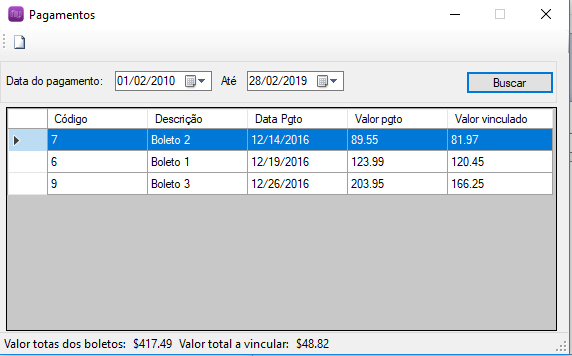 Pagamentos
Data do pagamento: 01/02/2010 Até 28/02/2019 Buscar
Código Descrição Data Pgto Valor pgto Valor vinculado
7 Boleto 2 12/14/2016 89.55 81.97
6 Boleto 1 12/19/2016 123.99 120.45
9 Boleto 3 12/26/2016 203.95 166.25
Valor totas dos boletos: $417.49 Valor total a vincular: $48.82